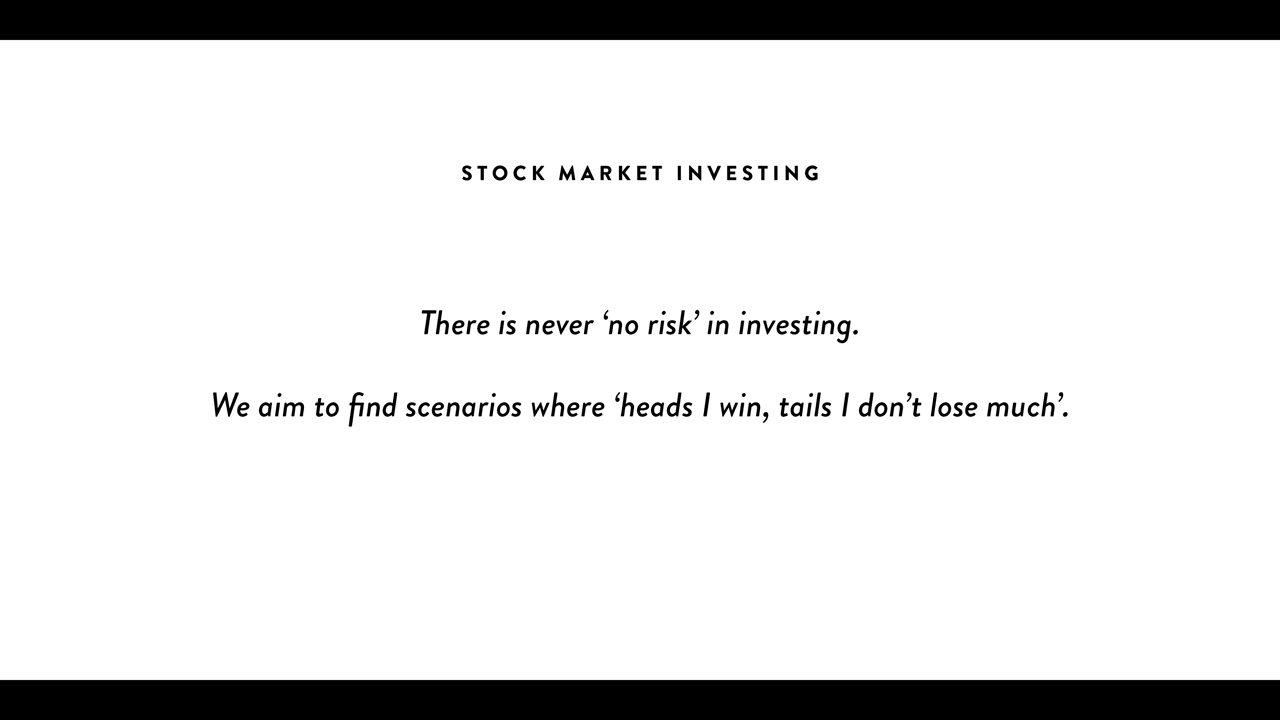 STOCK MARKET INVESTING
There is never ‘no risk’ in investing.
We aim to find scenarios where ‘heads I win, tails I don’t lose much’.